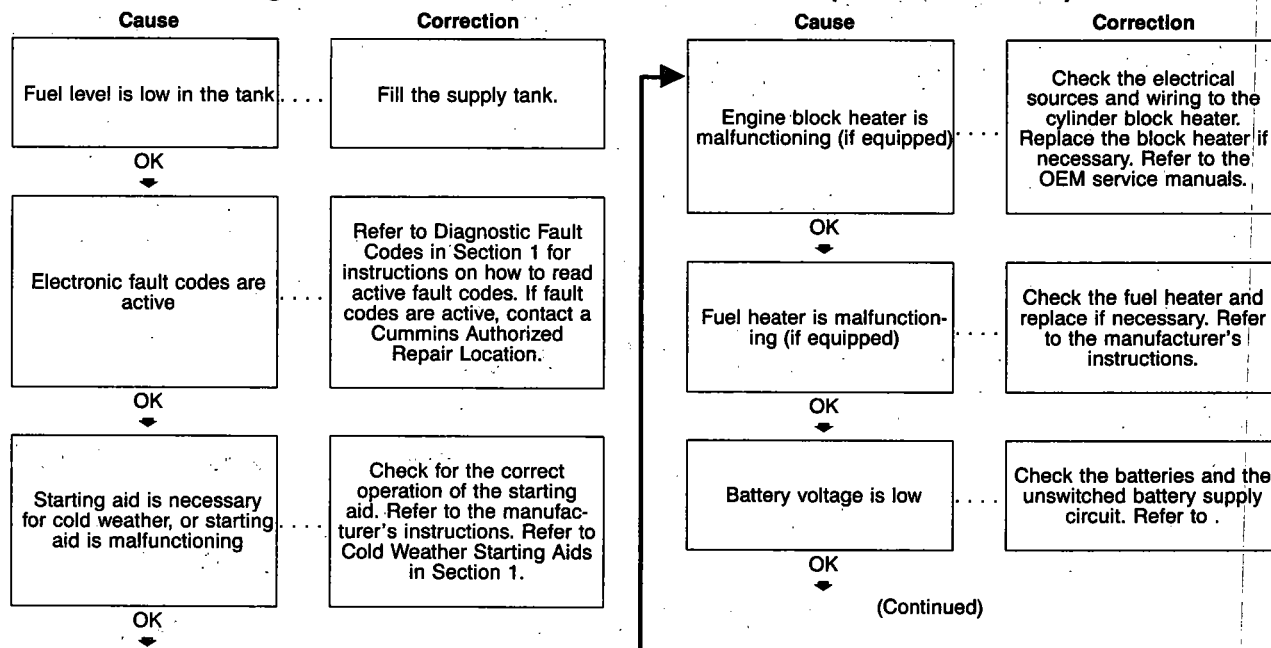 Cause
Correction
Fuel level is low in the tank . . . .
Fill the supply tank.
OK
Electronic fault codes are
active
. . . .
Refer to Diagnostic Fault
Codes in Section 1 for
instructions on how to read
active fault codes. If fault
codes are active, contact a
Cummins Authorized
Repair Location.
OK
Starting aid is necessary
for cold weather, or starting
aid is malfunctioning
. . . .
Check for the correct
operation of the starting
aid. Refer to the manufac-
turer's instructions. Refer to
Cold Weather Starting Aids
in Section 1.
OK
Cause
Correction
Engine block heater is
malfunctioning (if equipped)
. . . .
Check the electrical
sources and wiring to the
cylinder block heater.
Replace the block heater if
necessary. Refer to the
OEM service manuals.
OK
Fuel heater is malfunction-
ing (if equipped)
. . . .
Check the fuel heater and
replace if necessary. Refer
to the manufacturer's
instructions.
OK
Battery voltage is low
. . . .
Check the batteries and the
unswitched battery supply
circuit. Refer to .
OK
(Continued)